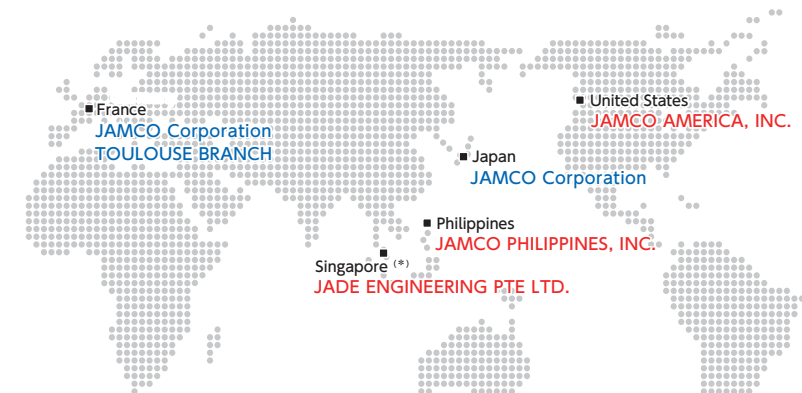 France
JAMCO Corporation
TOULOUSE BRANCH
United States
JAMCO AMERICA, INC.
Japan
JAMCO Corporation
Philippines
JAMCO PHILIPPINES, INC.
Singapore (*)
JADE ENGINEERING PTE LTD.